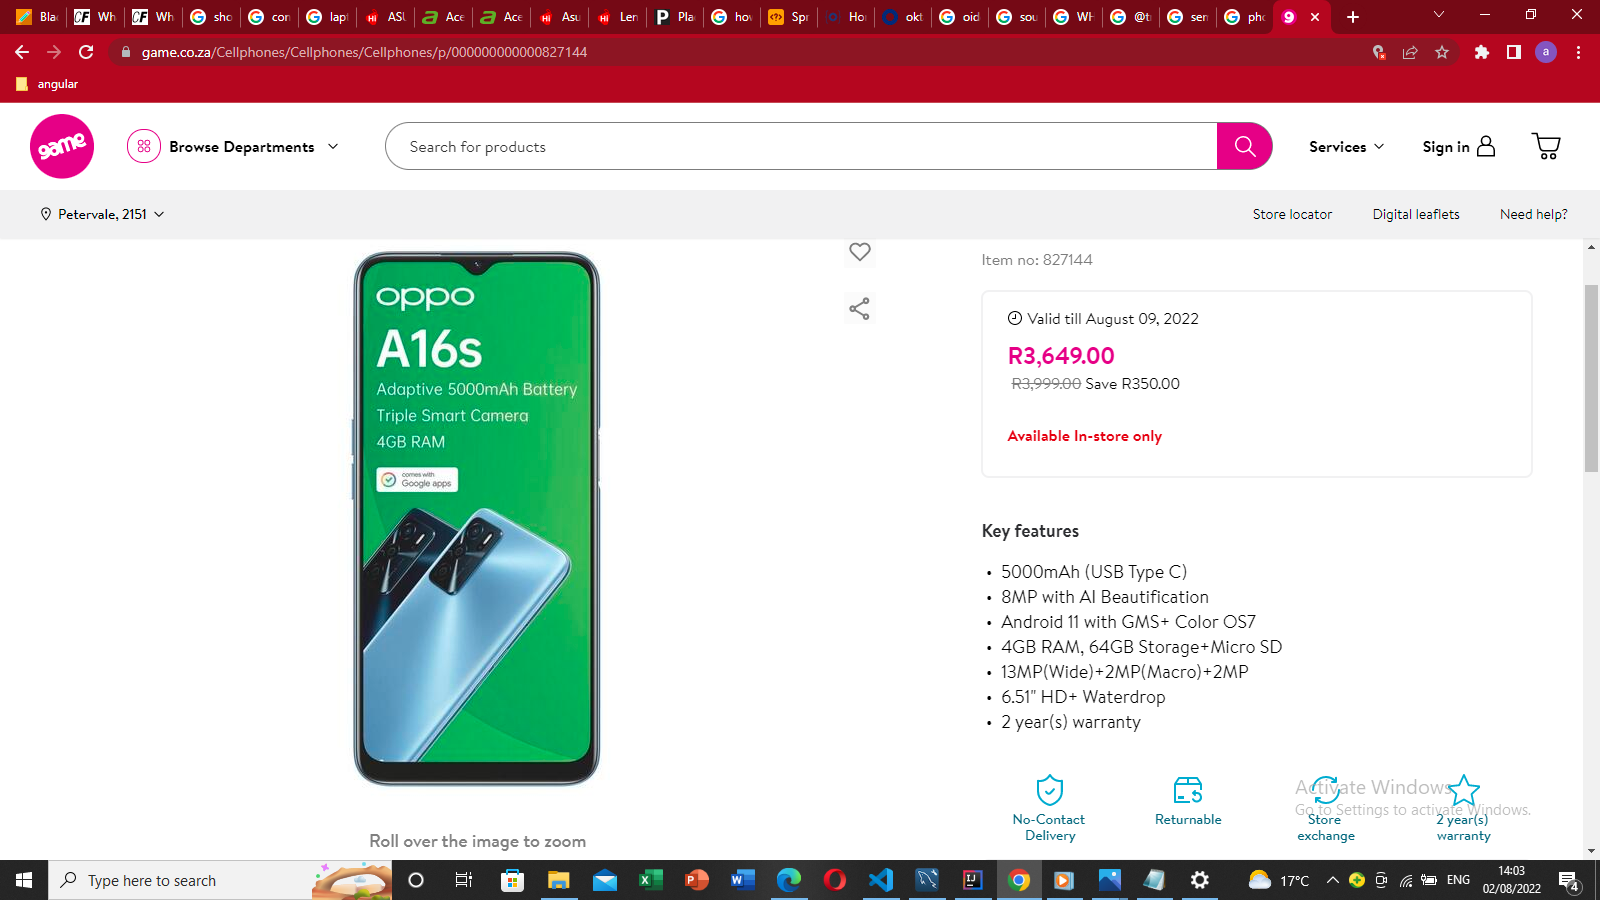 Bla
Wh
Wh
sho
con
lapt
ASU
Ace
Ace
Asu
Len
Pla
how
Spr
Hor
okt
oid
sou
WH
@tr
sen
pho
game.co.za/Cellphones/Cellphones/Cellphones/p/000000000000827144
a
angular
game
Browse Departments
Search for products
Services
Sign in
Petervale, 2151
Store locator
Digital leaflets
Need help?
oppo
A16s
Adaptive 5000mAh Battery
Triple Smart Camera
4GB RAM
comes with
Google apps
Roll over the image to zoom
Item no: 827144
Valid till August 09, 2022
R3,649.00
R3,999.00 Save R350.00
Available In-store only
Key features
• 5000mAh (USB Type C)
• 8MP with AI Beautification
• Android 11 with GMS+ Color OS7
• 4GB RAM, 64GB Storage+Micro SD
• 13MP(Wide)+2MP(Macro)+2MP
• 6.51" HD+ Waterdrop
• 2 year(s) warranty
No-Contact
Delivery
Returnable
Store
exchange
2 year(s)
warranty
Activate Windows
Go to Settings to activate Windows.
Type here to search
17°C
ENG
14:03
02/08/2022
4